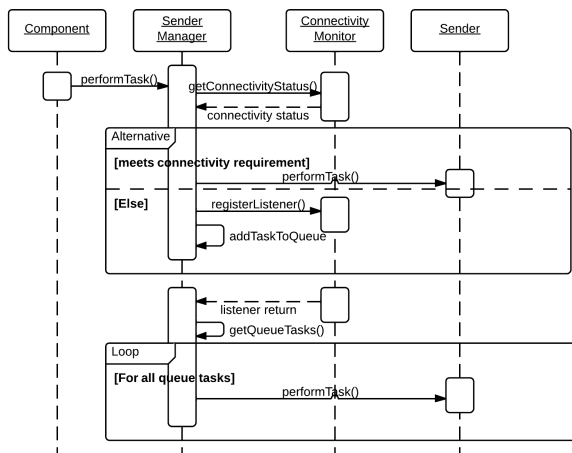 Component
Sender
Manager
Connectivity
Monitor
Sender
performTask()
getConnectivityStatus()
connectivity status
Alternative
[meets connectivity requirement]
performTask()
[Else]
registerListener()
addTaskToQueue
listener return
getQueueTasks()
Loop
[For all queue tasks]
performTask()